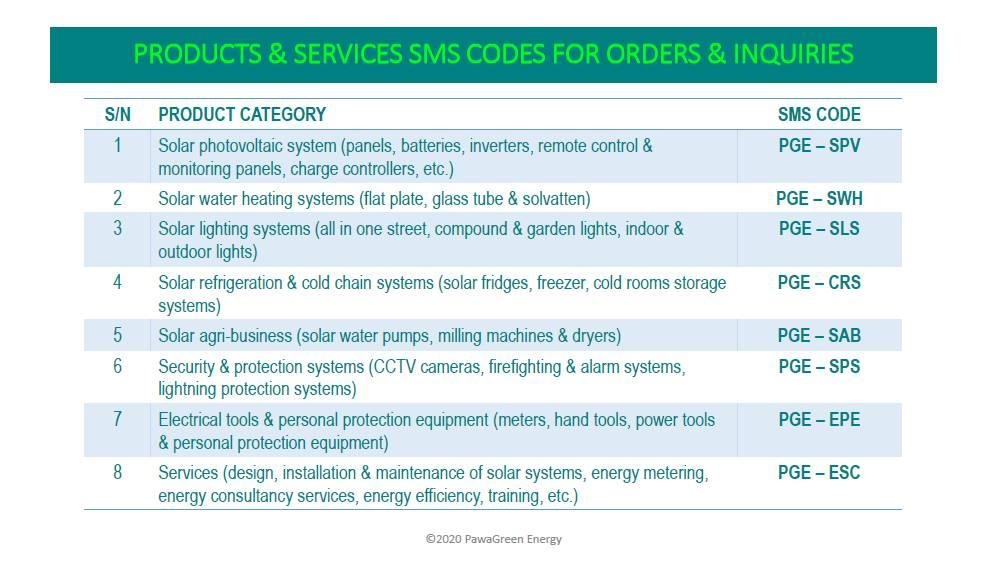 PRODUCTS & SERVICES SMS CODES FOR ORDERS & INQUIRIES
S/N PRODUCT CATEGORY SMS CODE
1 Solar photovoltaic system (panels, batteries, inverters, remote control & PGE – SPV
monitoring panels, charge controllers, etc.)
2 Solar water heating systems (flat plate, glass tube & solvatten) PGE – SWH
3 Solar lighting systems (all in one street, compound & garden lights, indoor & PGE – SLS
outdoor lights)
4 Solar refrigeration & cold chain systems (solar fridges, freezer, cold rooms storage PGE – CRS
systems)
5 Solar agri-business (solar water pumps, milling machines & dryers) PGE – SAB
6 Security & protection systems (CCTV cameras, firefighting & alarm systems, PGE – SPS
lightning protection systems)
7 Electrical tools & personal protection equipment (meters, hand tools, power tools PGE – EPE
& personal protection equipment)
8 Services (design, installation & maintenance of solar systems, energy metering, PGE – ESC
energy consultancy services, energy efficiency, training, etc.)
©2020 PawaGreen Energy